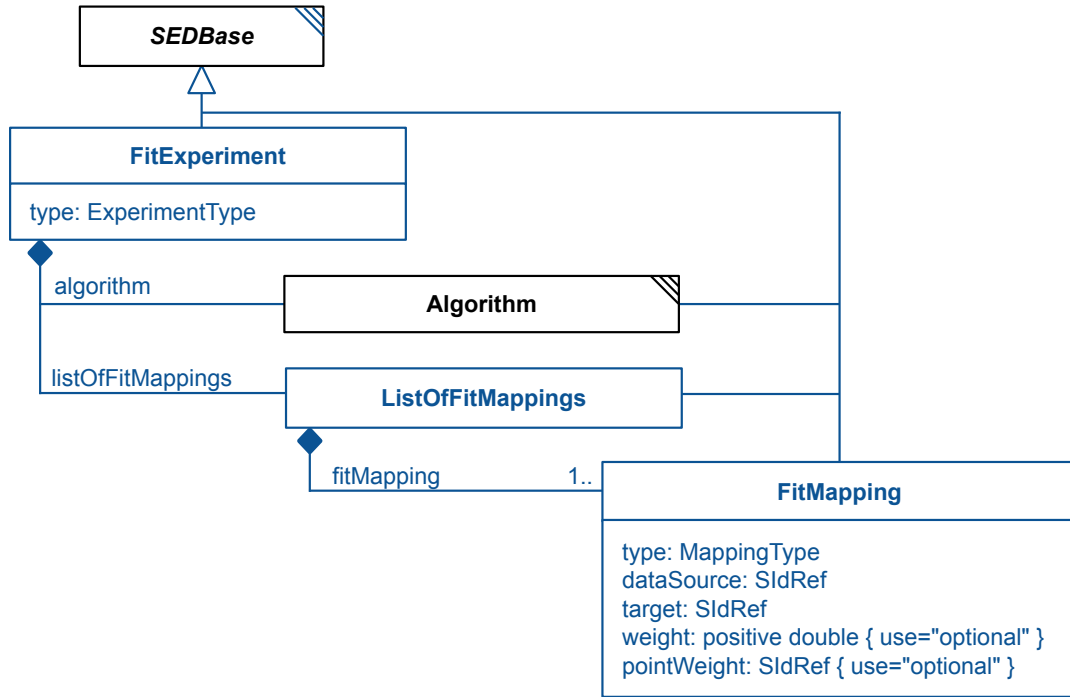 SEDBase
FitExperiment
type: ExperimentType
algorithm
Algorithm
listOfFitMappings
ListOfFitMappings
fitMapping 1..
FitMapping
type: MappingType
dataSource: SIdRef
target: SIdRef
weight: positive double { use="optional" }
pointWeight: SIdRef { use="optional" }